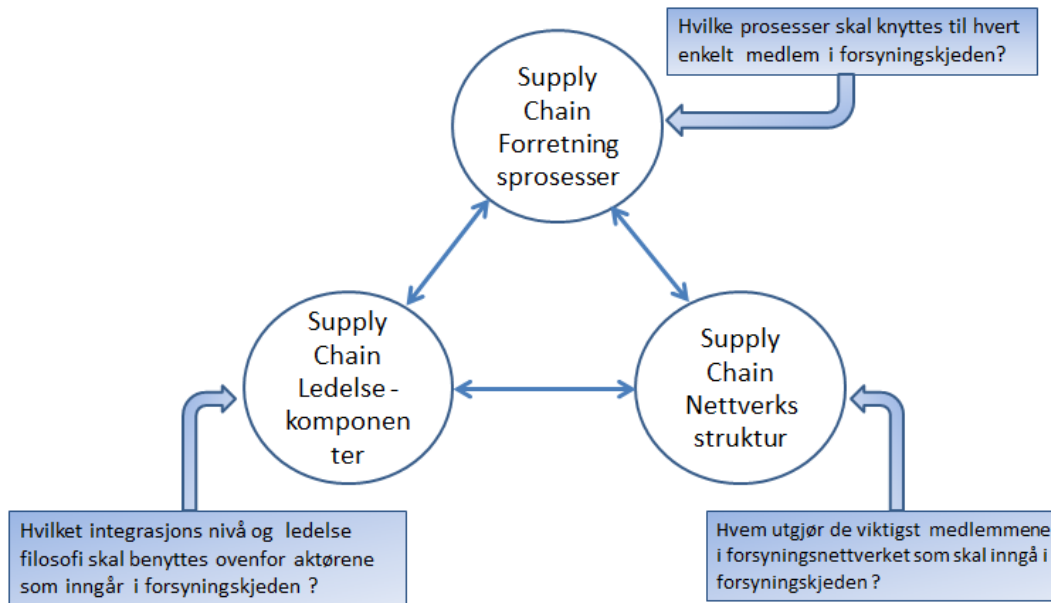 Hvilke prosesser skal knyttes til hvert
enkelt medlem i forsyningskjeden?
Supply
Chain
Forretning
sprosesser
Supply
Chain
Ledelse -
komponen
ter
Supply
Chain
Nettverks
struktur
Hvilket integrasjons nivå og ledelse
filosofi skal benyttes ovenfor aktørene
som inngår i forsyningskjeden ?
Hvem utgjør de viktigst medlemmene
i forsyningsnettverket som skal inngå i
forsyningskjeden ?